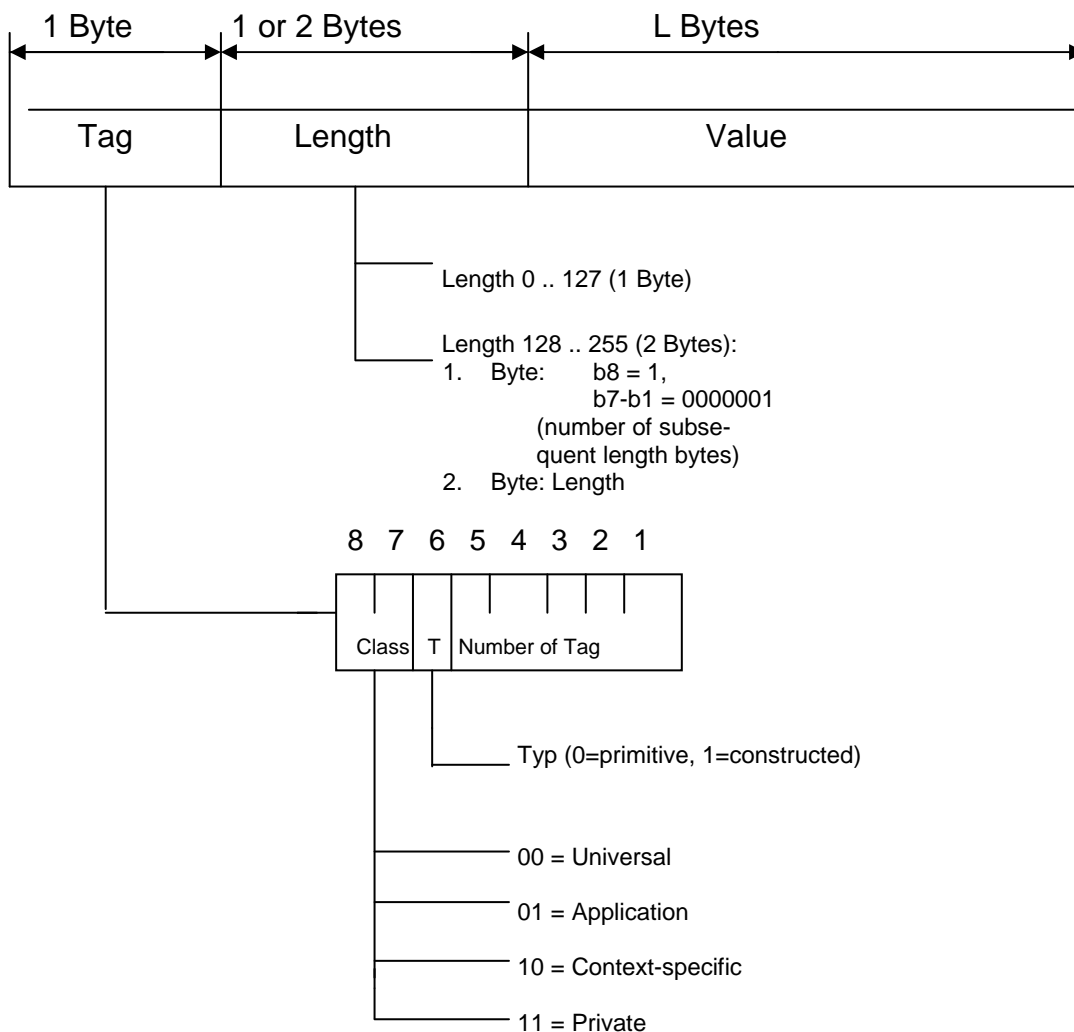 1 Byte 1 or 2 Bytes L Bytes
Tag Length Value
Length 0 .. 127 (1 Byte)
Length 128 .. 255 (2 Bytes):
1. Byte: b8 = 1,
b7-b1 = 0000001
(number of subse-
quent length bytes)
2. Byte: Length
8 7 6 5 4 3 2 1
Class T Number of Tag
Typ (0=primitive, 1=constructed)
00 = Universal
01 = Application
10 = Context-specific
11 = Private